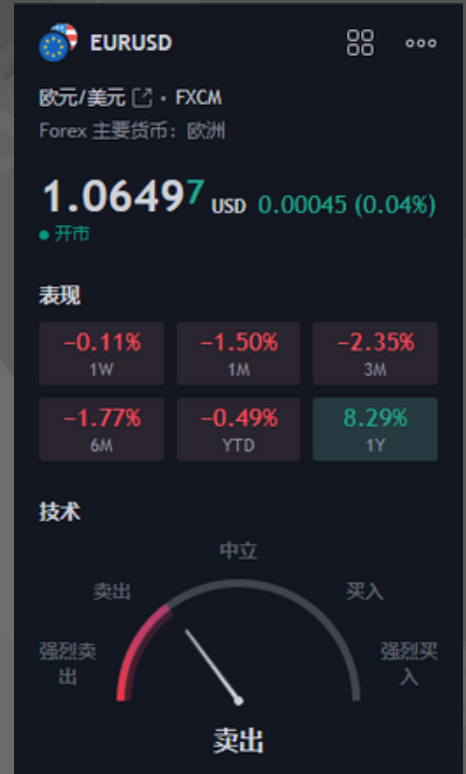 EURUSD
欧元/美元 · FXCM
Forex 主要货币：欧洲
1.06497 USD 0.00045 (0.04%)
开市
表现
−0.11% −1.50% −2.35%
1W 1M 3M
−1.77% −0.49% 8.29%
6M YTD 1Y
技术
中立
卖出 买入
强烈卖出 强烈买入
卖出